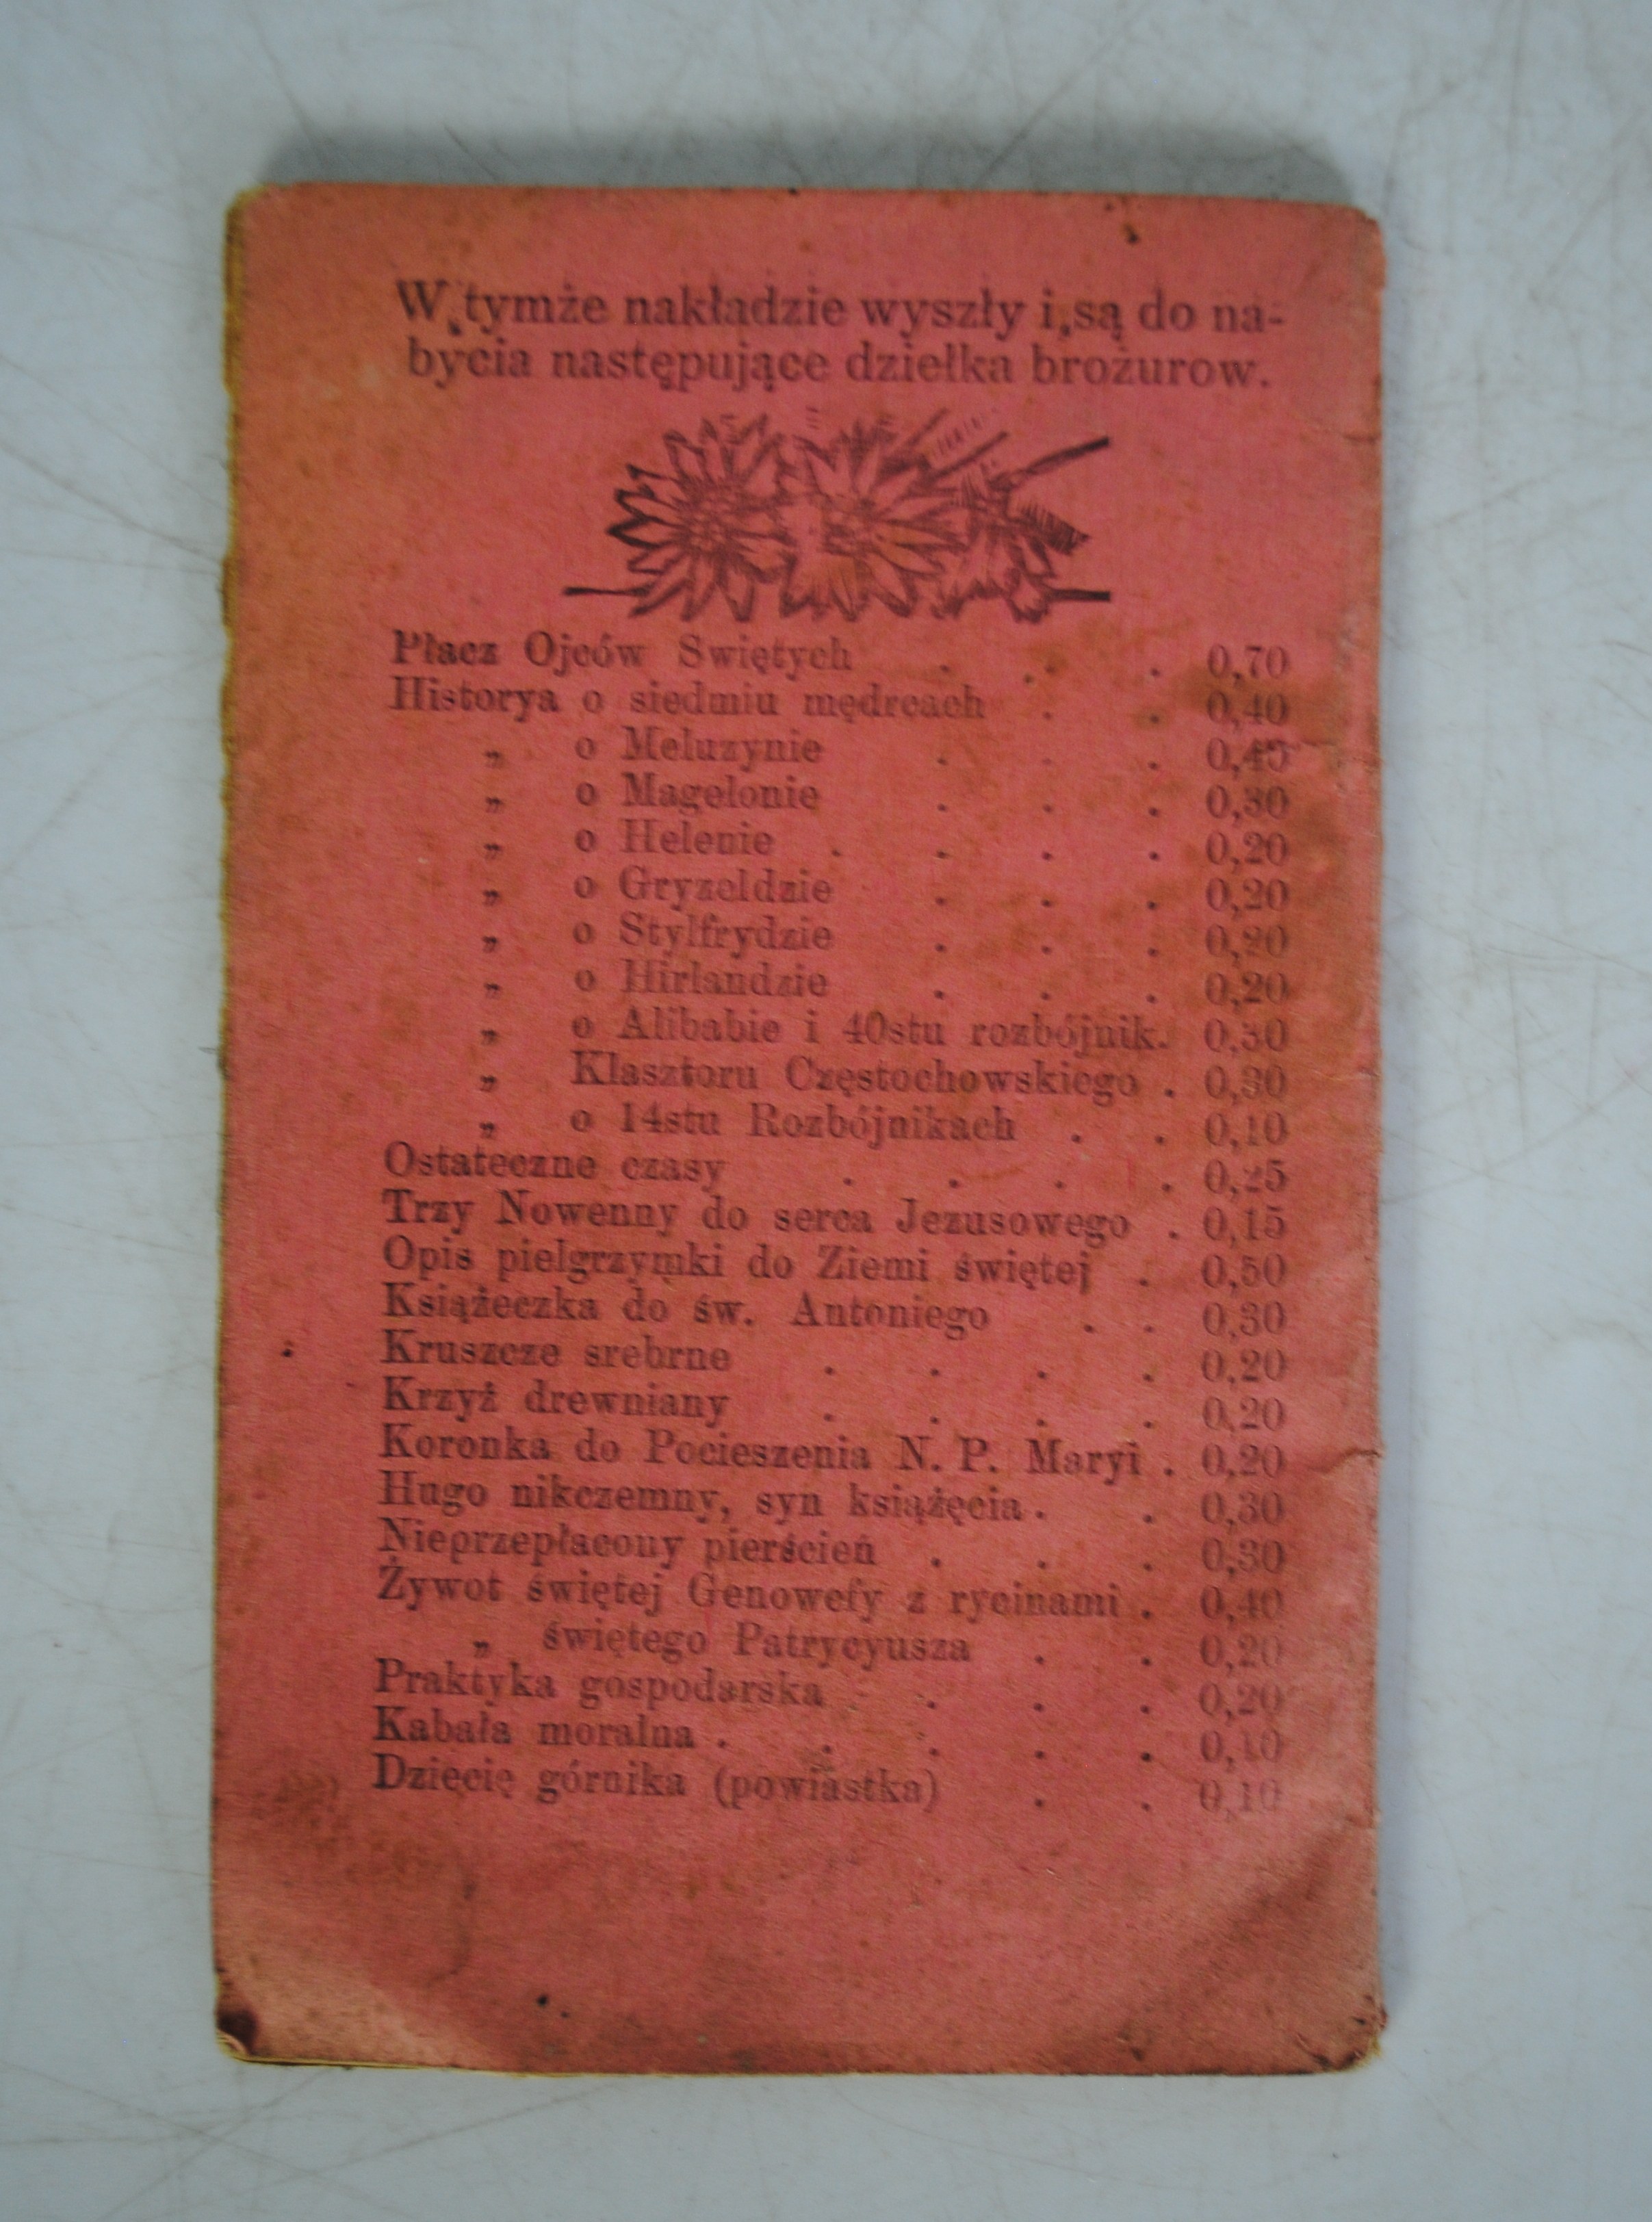 W tymże nakładzie wyszły i są do na-
bycia następujące dziełka brożurow.
Płacz Ojców Swiętych . . . 0,70
Historya o siedmiu mędrcach . . 0,40
„ o Meluzynie . . . 0,45
„ o Magelonie . . . 0,30
„ o Helenie . . . . 0,20
„ o Gryzeldzie . . . 0,20
„ o Stylfrydzie . . . 0,20
„ o Hirlandzie . . . 0,20
„ o Alibabie i 40stu rozbójnik. 0,30
„ Klasztoru Częstochowskiego . 0,30
„ o 14stu Rozbójnikach . . 0,10
Ostateczne czasy . . . . 0,25
Trzy Nowenny do serca Jezusowego . 0,15
Opis pielgrzymki do Ziemi świętej . 0,50
Książeczka do św. Antoniego . . 0,30
Kruszcze srebrne . . . . 0,20
Krzyż drewniany . . . . 0,20
Koronka do Pocieszenia N. P. Maryi . 0,20
Hugo nikczemny, syn książęcia . . 0,30
Nieprzepłacony pierścień . . . 0,30
Żywot świętej Genowefy z rycinami . 0,40
„ świętego Patrycyusza . . 0,20
Praktyka gospodarska . . . 0,20
Kabała moralna . . . . . 0,10
Dziecię górnika (powiastka) . . 0,10